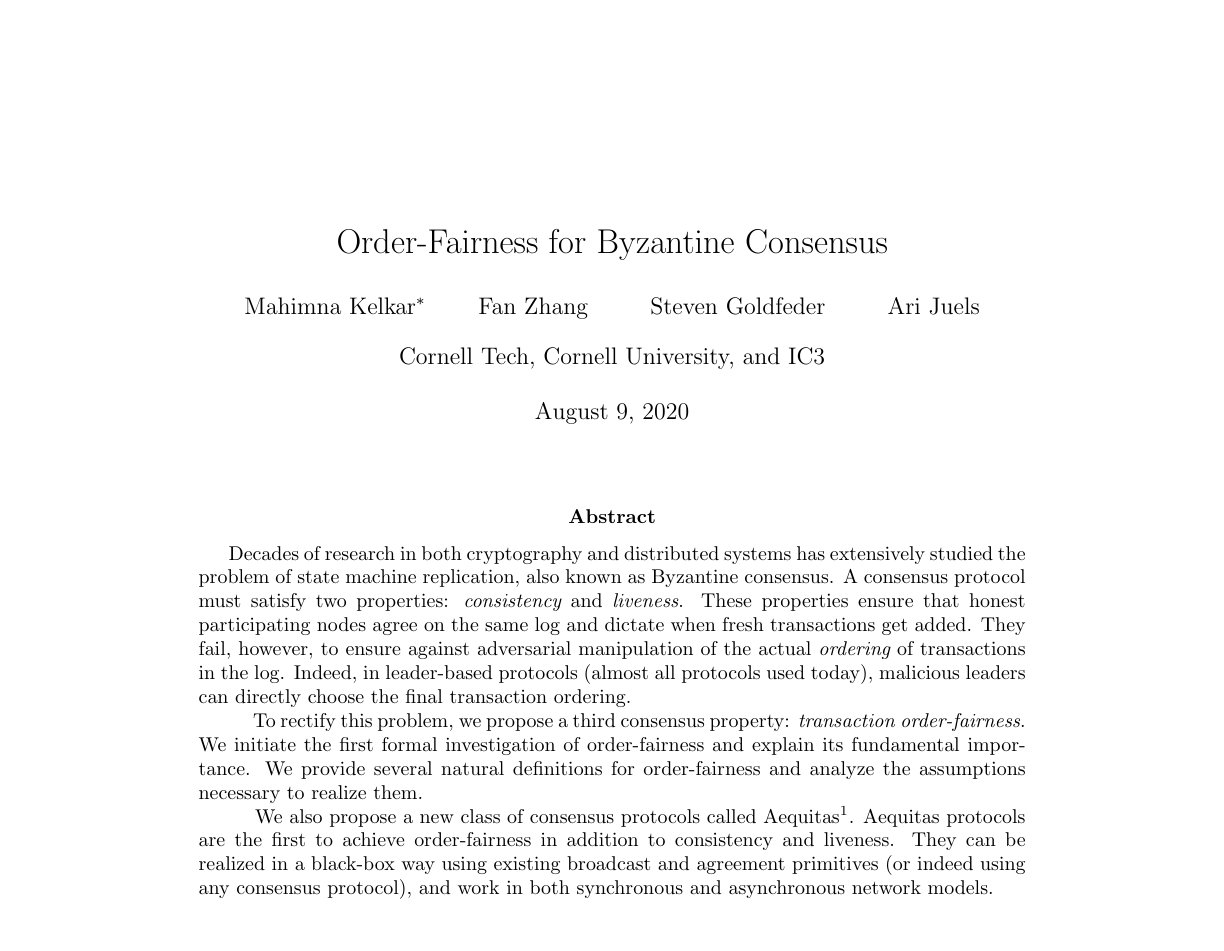 Order-Fairness for Byzantine Consensus
Mahimna Kelkar* Fan Zhang Steven Goldfeder Ari Juels
Cornell Tech, Cornell University, and IC3
August 9, 2020
Abstract
Decades of research in both cryptography and distributed systems has extensively studied the
problem of state machine replication, also known as Byzantine consensus. A consensus protocol
must satisfy two properties: consistency and liveness. These properties ensure that honest
participating nodes agree on the same log and dictate when fresh transactions get added. They
fail, however, to ensure against adversarial manipulation of the actual ordering of transactions
in the log. Indeed, in leader-based protocols (almost all protocols used today), malicious leaders
can directly choose the final transaction ordering.
To rectify this problem, we propose a third consensus property: transaction order-fairness.
We initiate the first formal investigation of order-fairness and explain its fundamental impor-
tance. We provide several natural definitions for order-fairness and analyze the assumptions
necessary to realize them.
We also propose a new class of consensus protocols called Aequitas1. Aequitas protocols
are the first to achieve order-fairness in addition to consistency and liveness. They can be
realized in a black-box way using existing broadcast and agreement primitives (or indeed using
any consensus protocol), and work in both synchronous and asynchronous network models.